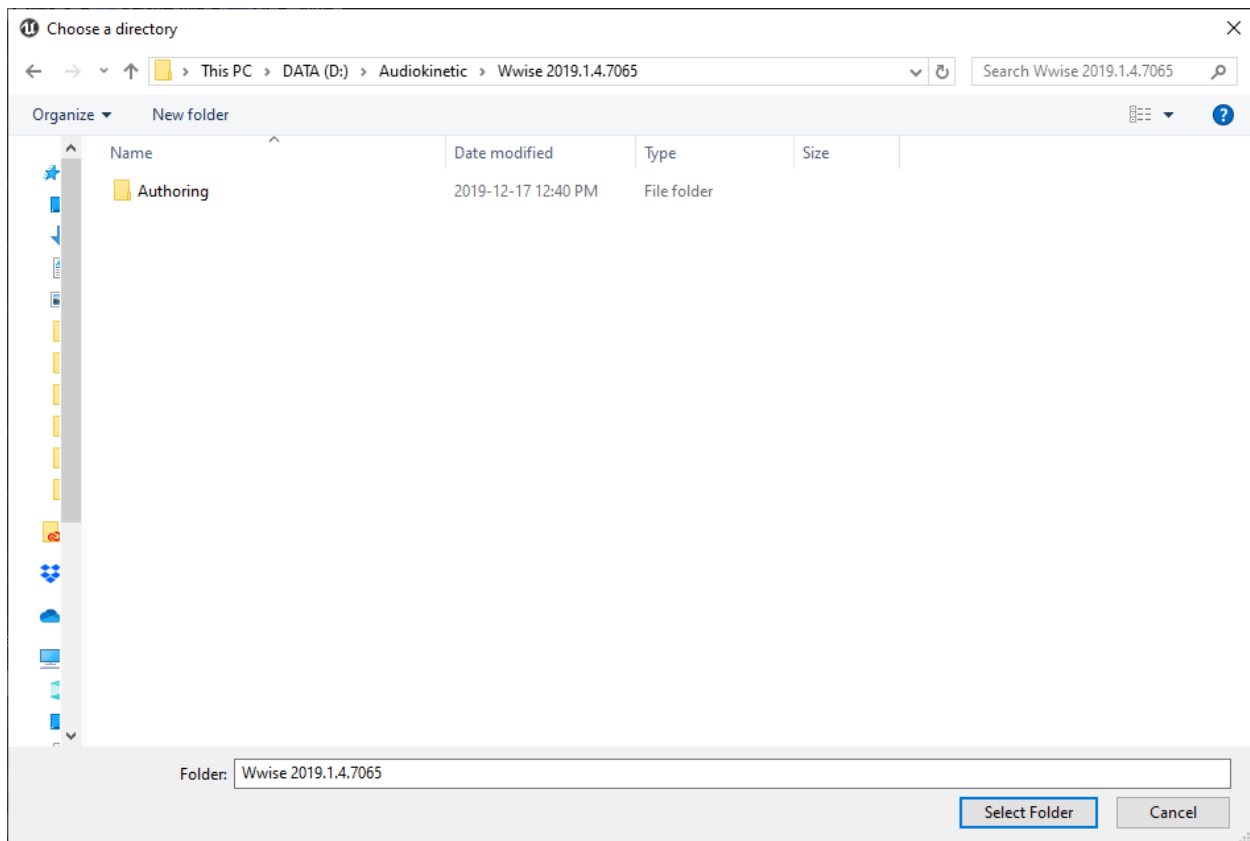 Choose a directory
This PC > DATA (D:) > Audiokinetic > Wwise 2019.1.4.7065
Search Wwise 2019.1.4.7065
Organize
New folder
Name Date modified Type Size
Authoring 2019-12-17 12:40 PM File folder
Folder: Wwise 2019.1.4.7065
Select Folder Cancel